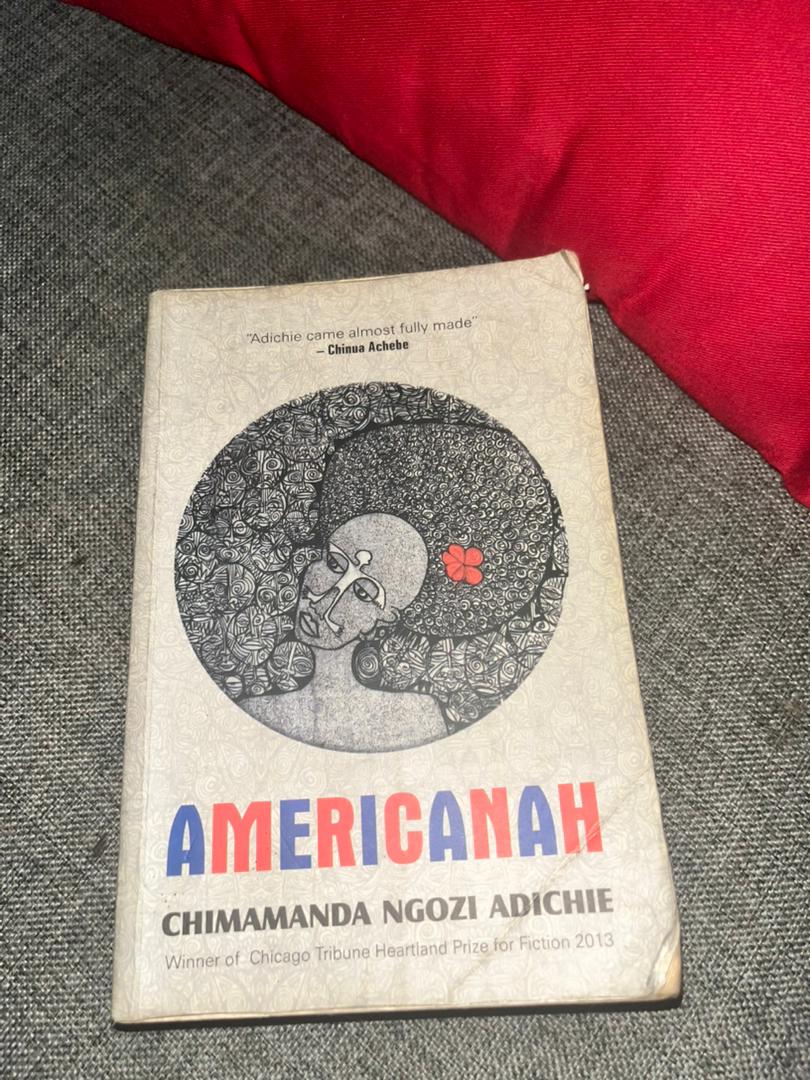 “Adichie came almost fully made”
– Chinua Achebe
AMERICANAH
CHIMAMANDA NGOZI ADICHIE
Winner of Chicago Tribune Heartland Prize for Fiction 2013